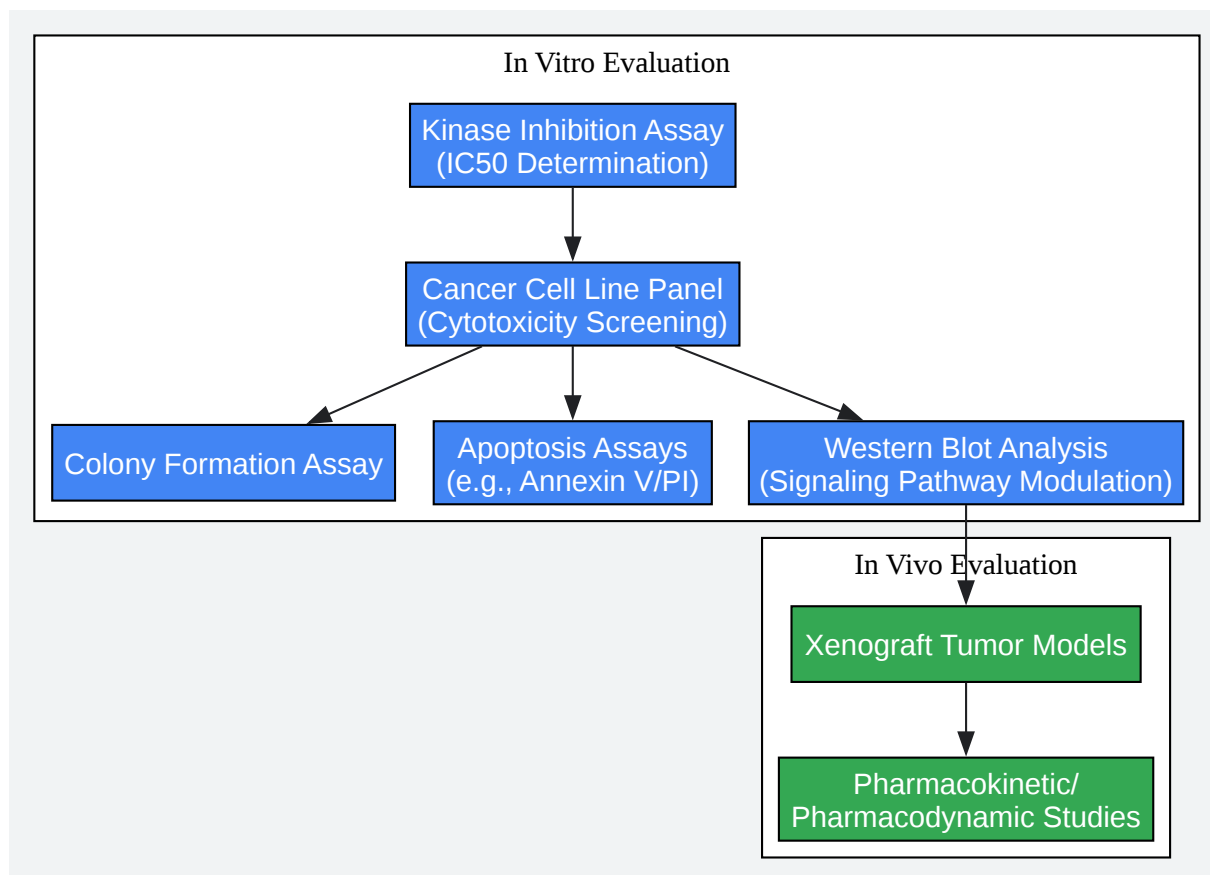 In Vitro Evaluation
Kinase Inhibition Assay
(IC50 Determination)
Cancer Cell Line Panel
(Cytotoxicity Screening)
Colony Formation Assay
Apoptosis Assays
(e.g., Annexin V/PI)
Western Blot Analysis
(Signaling Pathway Modulation)
In Vivo Evaluation
Xenograft Tumor Models
Pharmacokinetic/
Pharmacodynamic Studies